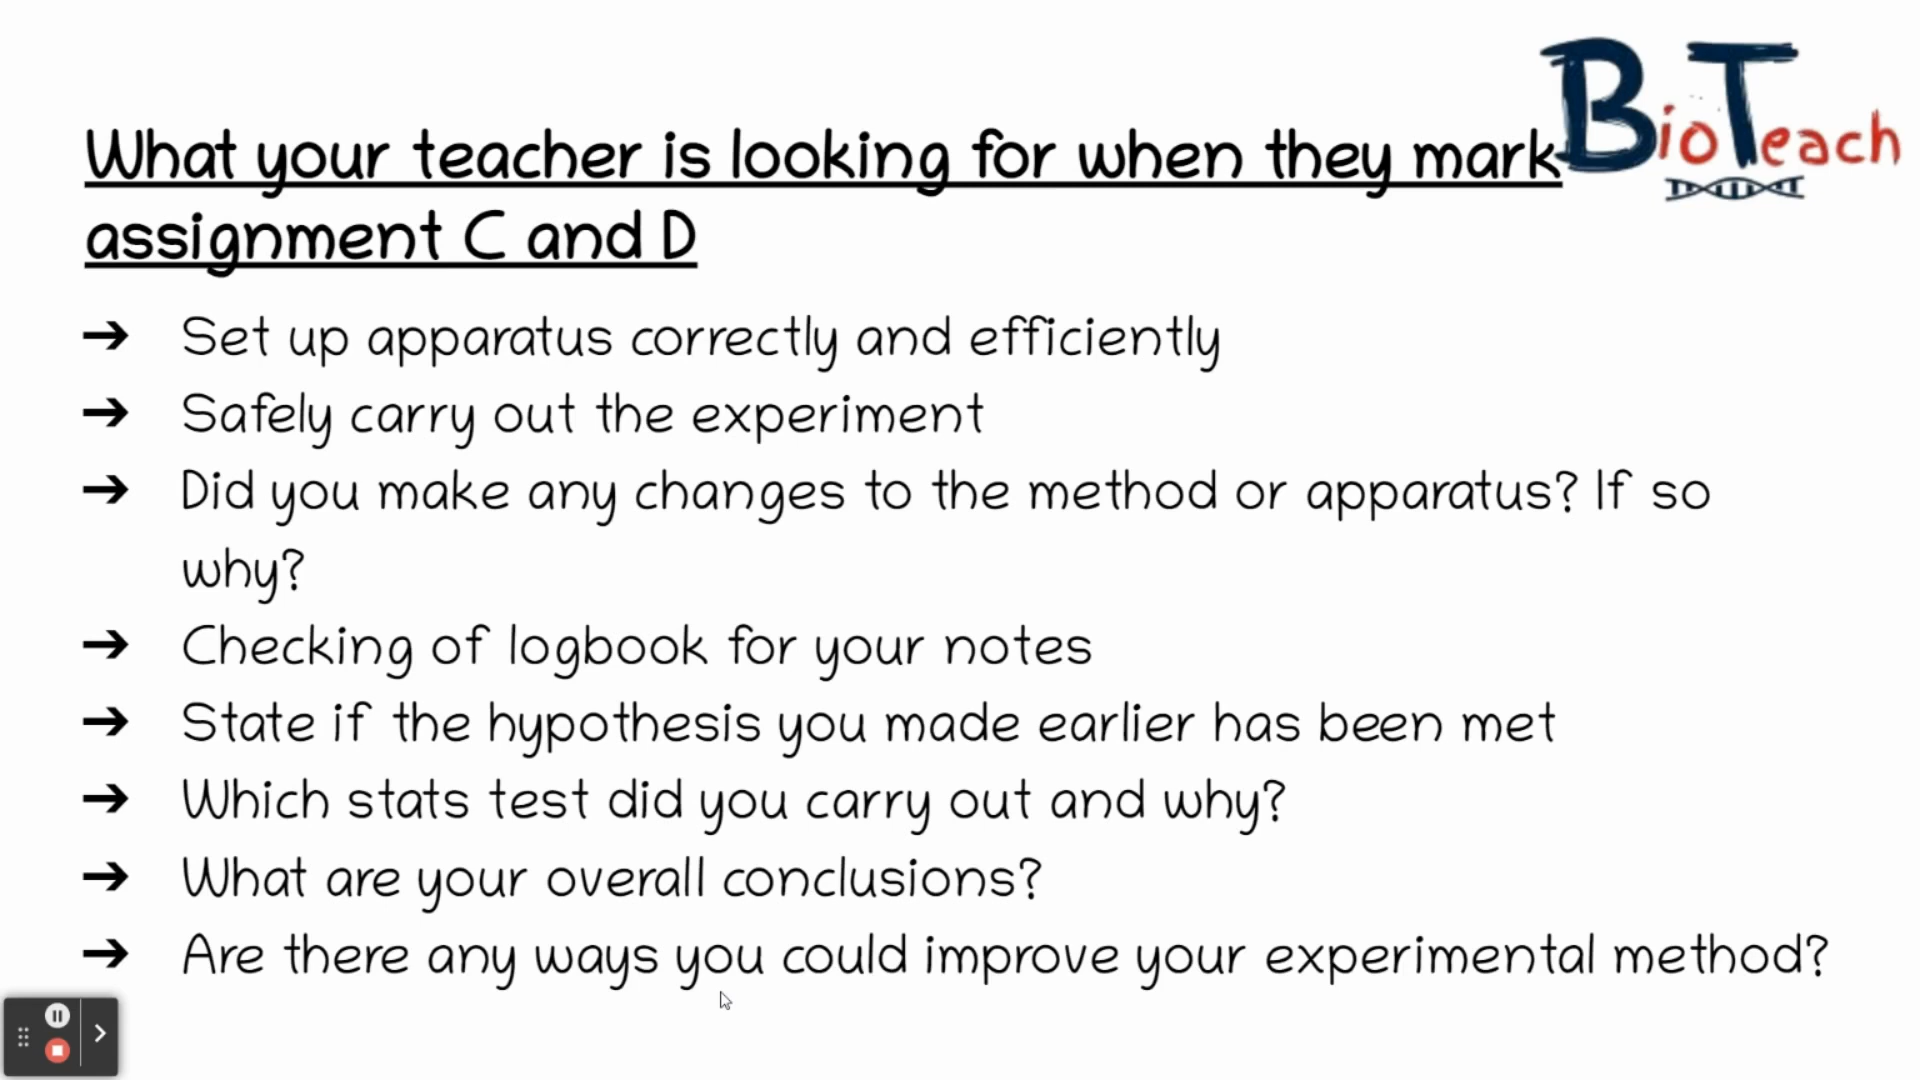 BioTeach
What your teacher is looking for when they mark
assignment C and D
➔ Set up apparatus correctly and efficiently
➔ Safely carry out the experiment
➔ Did you make any changes to the method or apparatus? If so
why?
➔ Checking of logbook for your notes
➔ State if the hypothesis you made earlier has been met
➔ Which stats test did you carry out and why?
➔ What are your overall conclusions?
➔ Are there any ways you could improve your experimental method?